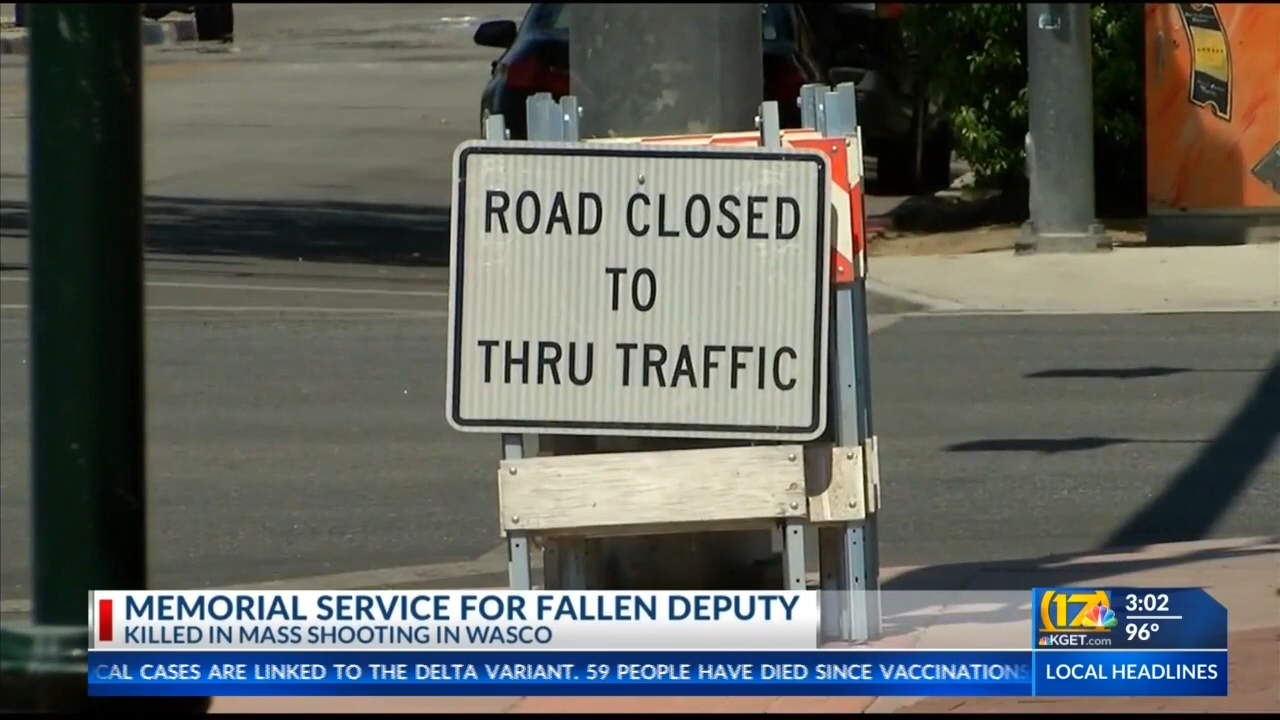 ROAD CLOSED
TO
THRU TRAFFIC
MEMORIAL SERVICE FOR FALLEN DEPUTY
KILLED IN MASS SHOOTING IN WASCO
17
KGET.com
3:02
96°
CAL CASES ARE LINKED TO THE DELTA VARIANT. 59 PEOPLE HAVE DIED SINCE VACCINATIONS
LOCAL HEADLINES